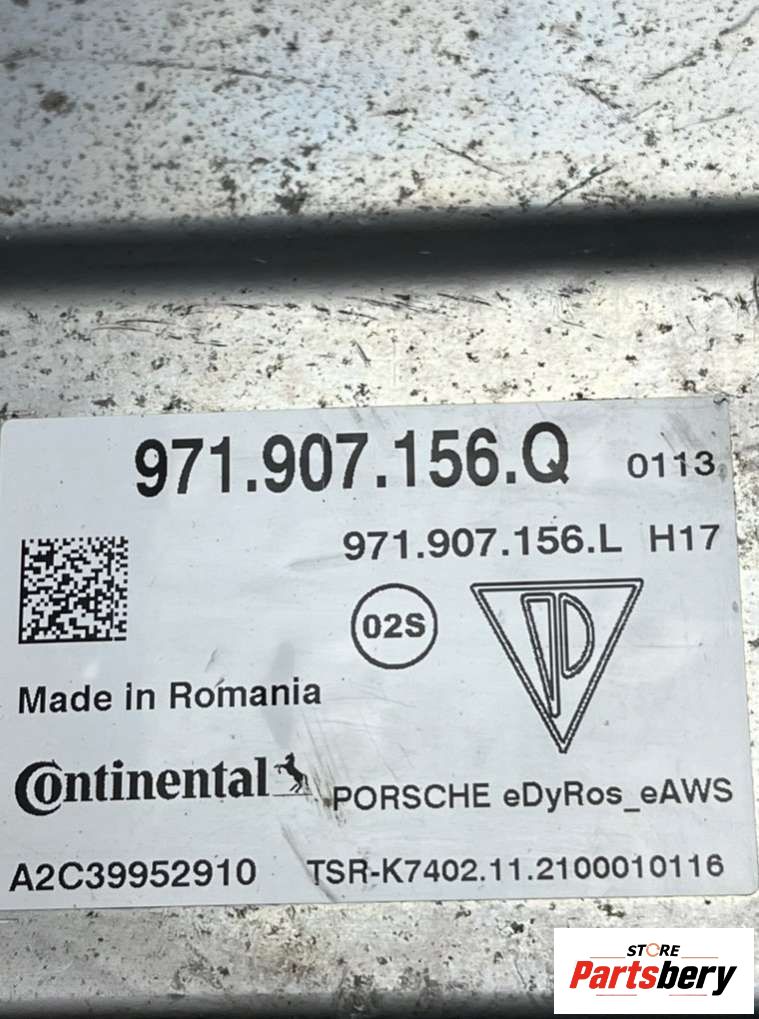 971.907.156.Q 0113
971.907.156.L H17
02S
Made in Romania
Continental
PORSCHE eDyRos_eAWS
A2C39952910 TSR-K7402.11.2100010116
STORE
Partsbery